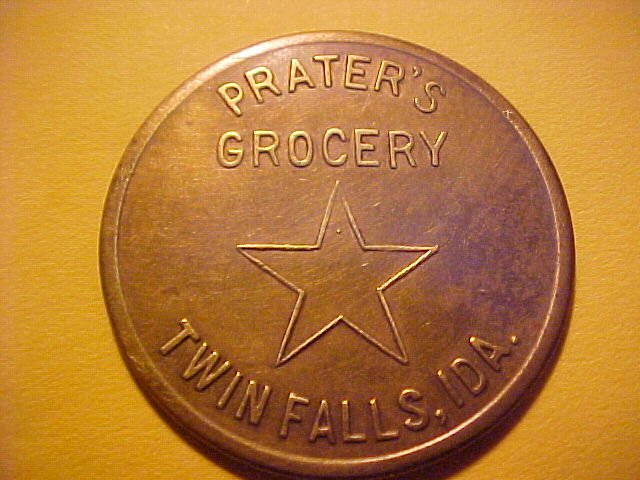 PRATER'S
GROCERY
TWIN FALLS, IDA.